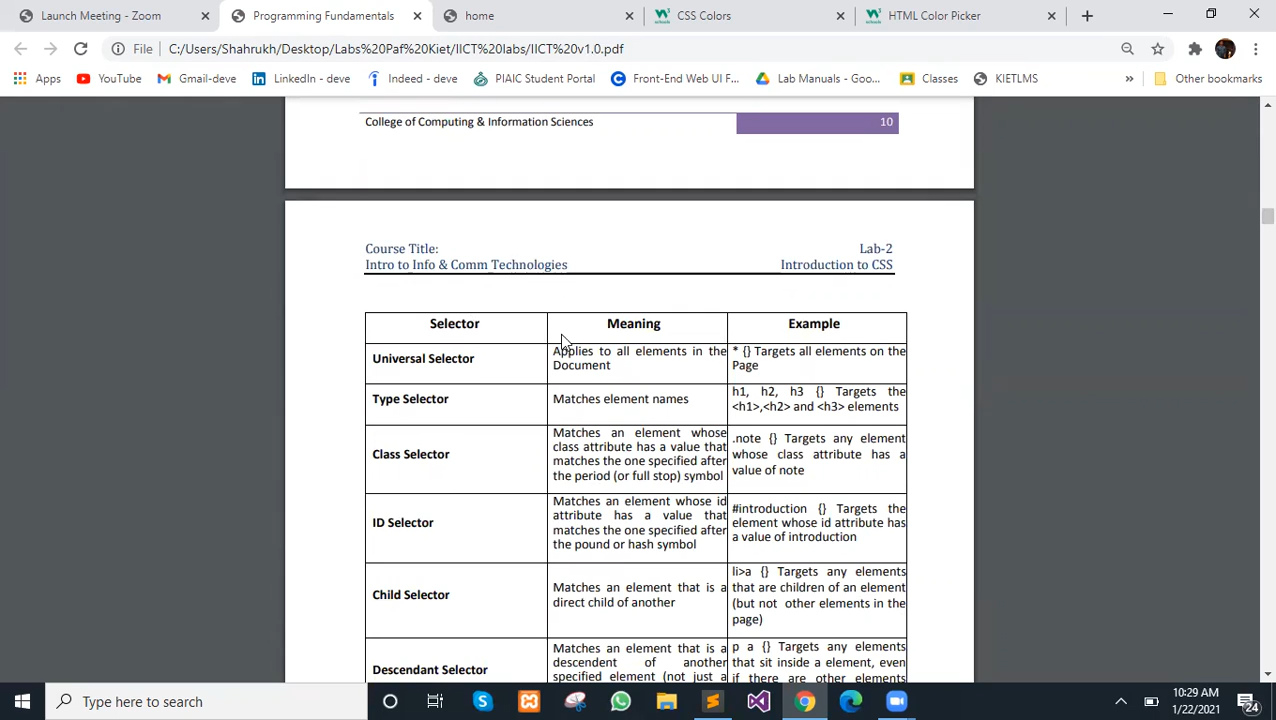 Launch Meeting - Zoom
Programming Fundamentals
home
CSS Colors
HTML Color Picker
File
C:/Users/Shahrukh/Desktop/Labs%20Paf%20Kiet/IICT%20labs/IICT%20v1.0.pdf
Apps
YouTube
Gmail-deve
LinkedIn - deve
Indeed - deve
PIAIC Student Portal
Front-End Web UI F...
Lab Manuals - Goo...
Classes
KIETLMS
Other bookmarks
College of Computing & Information Sciences
10
Course Title:
Lab-2
Intro to Info & Comm Technologies
Introduction to CSS
Selector
Meaning
Example
Universal Selector
Applies to all elements in the
Document
* {} Targets all elements on the
Page
Type Selector
Matches element names
h1, h2, h3 {} Targets the
<h1>,<h2> and <h3> elements
Class Selector
Matches an element whose
class attribute has a value that
matches the one specified after
the period (or full stop) symbol
.note {} Targets any element
whose class attribute has a
value of note
ID Selector
Matches an element whose id
attribute has a value that
matches the one specified after
the pound or hash symbol
#introduction {} Targets the
element whose id attribute has
a value of introduction
Child Selector
Matches an element that is a
direct child of another
li>a {} Targets any elements
that are children of an element
(but not other elements in the
page)
Descendant Selector
Matches an element that is a
descendent of another
specified element (not just a
p a {} Targets any elements
that sit inside a element, even
if there are other elements
Type here to search
10:29 AM
1/22/2021
24